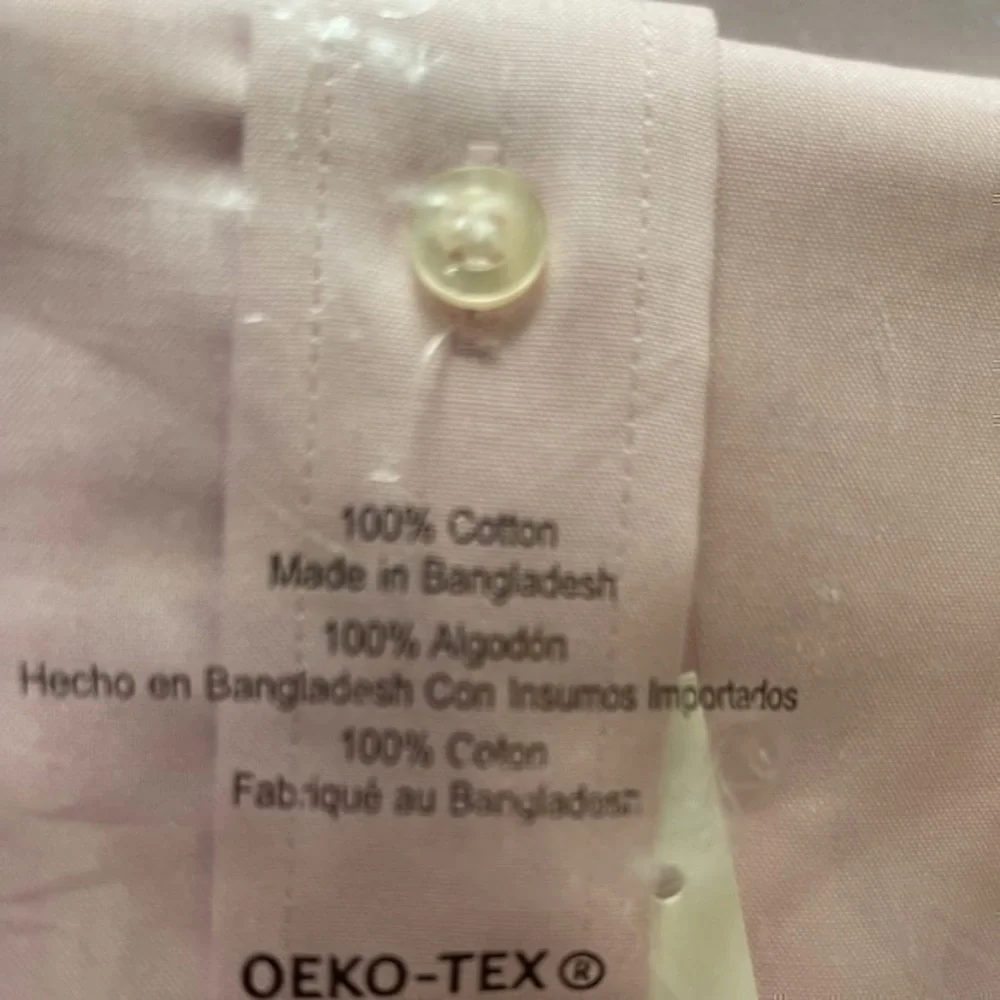 100% Cotton
Made in Bangladesh
100% Algodón
Hecho en Bangladesh Con Insumos Importados
100% Coton
Fabriqué au Bangladesh
OEKO-TEX®